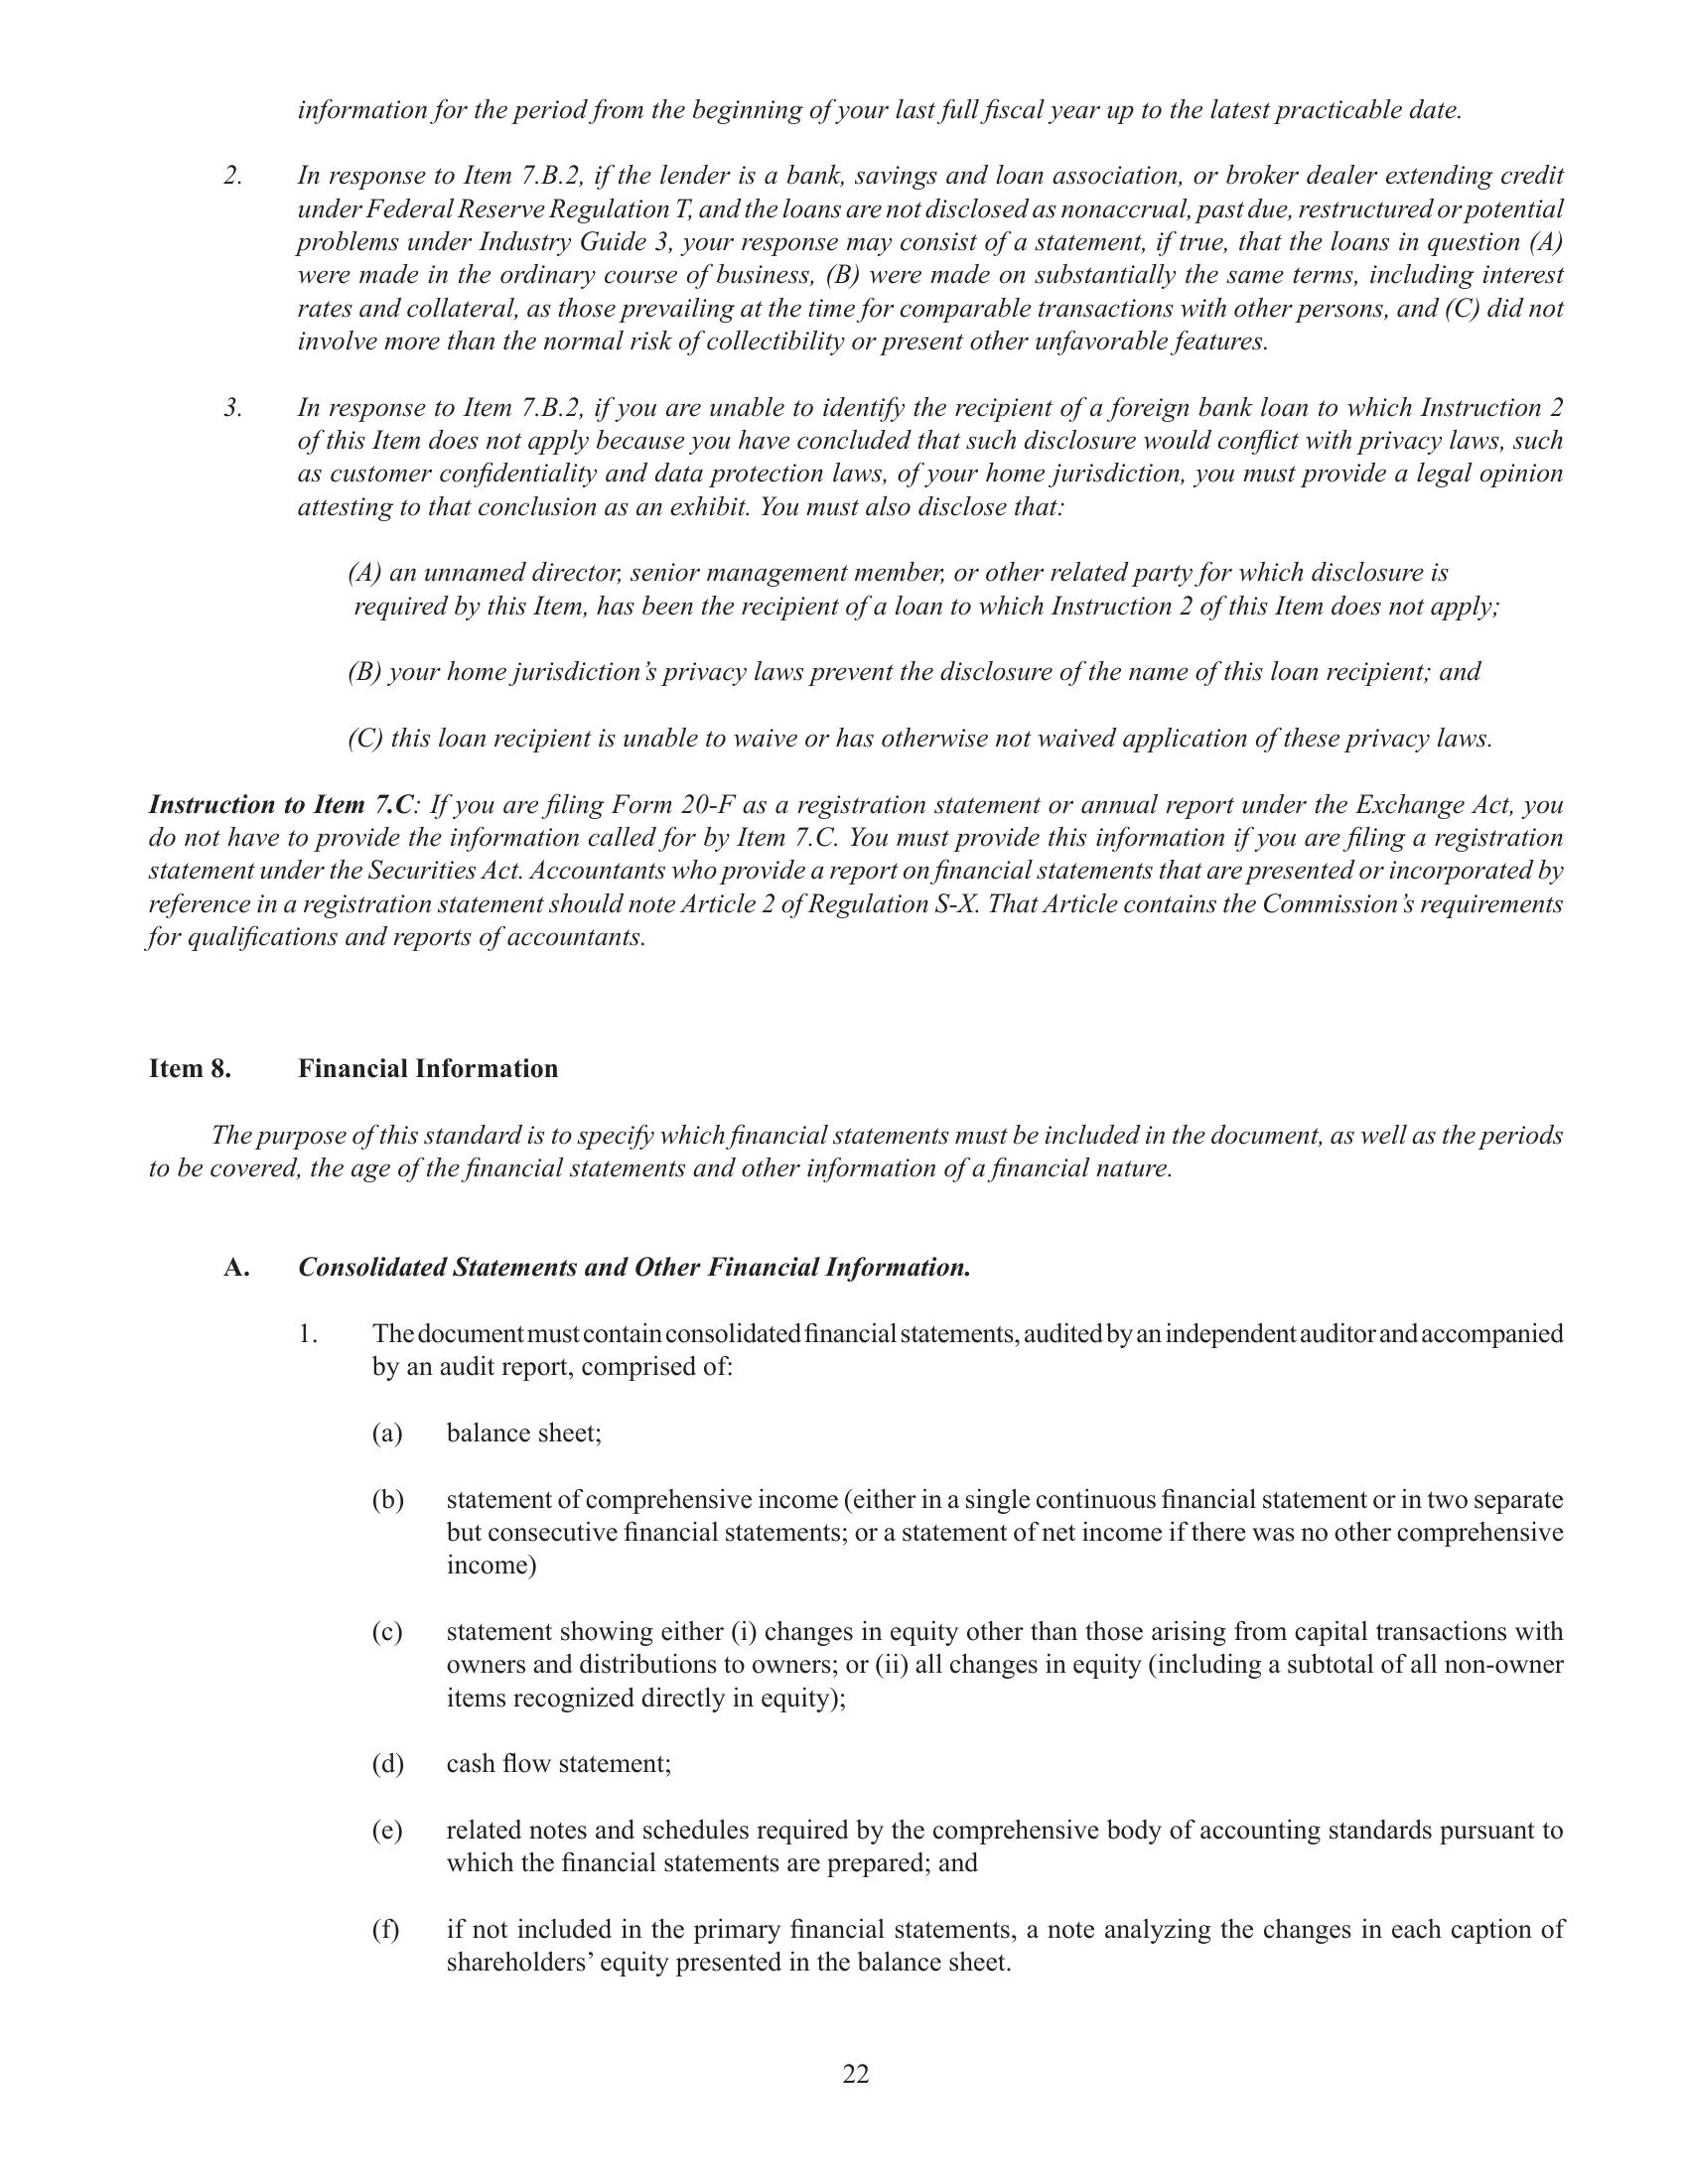 information for the period from the beginning of your last full fiscal year up to the latest practicable date.
2. In response to Item 7.B.2, if the lender is a bank, savings and loan association, or broker dealer extending credit
under Federal Reserve Regulation T, and the loans are not disclosed as nonaccrual, past due, restructured or potential
problems under Industry Guide 3, your response may consist of a statement, if true, that the loans in question (A)
were made in the ordinary course of business, (B) were made on substantially the same terms, including interest
rates and collateral, as those prevailing at the time for comparable transactions with other persons, and (C) did not
involve more than the normal risk of collectibility or present other unfavorable features.
3. In response to Item 7.B.2, if you are unable to identify the recipient of a foreign bank loan to which Instruction 2
of this Item does not apply because you have concluded that such disclosure would conflict with privacy laws, such
as customer confidentiality and data protection laws, of your home jurisdiction, you must provide a legal opinion
attesting to that conclusion as an exhibit. You must also disclose that:
(A) an unnamed director, senior management member, or other related party for which disclosure is
required by this Item, has been the recipient of a loan to which Instruction 2 of this Item does not apply;
(B) your home jurisdiction's privacy laws prevent the disclosure of the name of this loan recipient; and
(C) this loan recipient is unable to waive or has otherwise not waived application of these privacy laws.
Instruction to Item 7.C: If you are filing Form 20-F as a registration statement or annual report under the Exchange Act, you
do not have to provide the information called for by Item 7.C. You must provide this information if you are filing a registration
statement under the Securities Act. Accountants who provide a report on financial statements that are presented or incorporated by
reference in a registration statement should note Article 2 of Regulation S-X. That Article contains the Commission's requirements
for qualifications and reports of accountants.
Item 8. Financial Information
The purpose of this standard is to specify which financial statements must be included in the document, as well as the periods
to be covered, the age of the financial statements and other information of a financial nature.
A. Consolidated Statements and Other Financial Information.
1. The document must contain consolidated financial statements, audited by an independent auditor and accompanied
by an audit report, comprised of:
(a) balance sheet;
(b) statement of comprehensive income (either in a single continuous financial statement or in two separate
but consecutive financial statements; or a statement of net income if there was no other comprehensive
income)
(c) statement showing either (i) changes in equity other than those arising from capital transactions with
owners and distributions to owners; or (ii) all changes in equity (including a subtotal of all non-owner
items recognized directly in equity);
(d) cash flow statement;
(e) related notes and schedules required by the comprehensive body of accounting standards pursuant to
which the financial statements are prepared; and
(f) if not included in the primary financial statements, a note analyzing the changes in each caption of
shareholders' equity presented in the balance sheet.
22